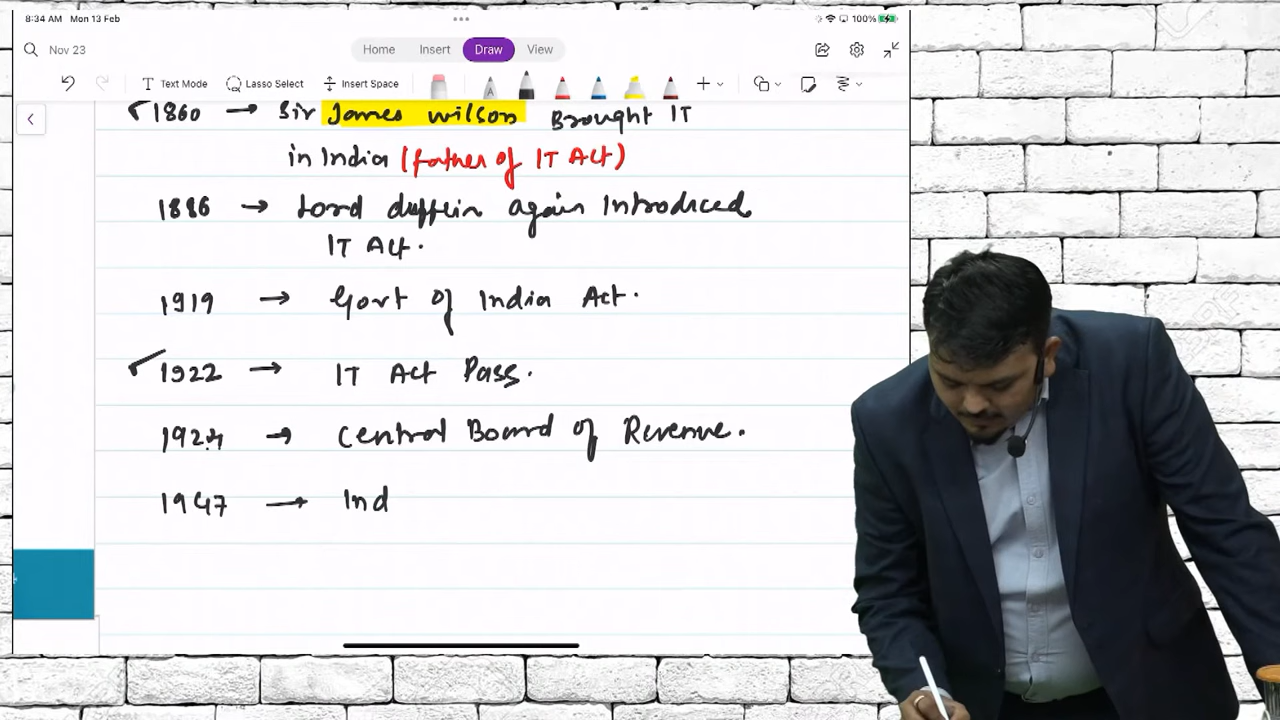 8:34 AM Mon 13 Feb
100%
Nov 23
Home Insert Draw View
Text Mode Lasso Select Insert Space
1860 → Sir James Wilson Brought IT
in India (father of IT Act)
1886 → Lord dufferin again Introduced
IT Act.
1919 → Govt of India Act.
1922 → IT Act Pass.
1924 → Central Board of Revenue.
1947 → Ind